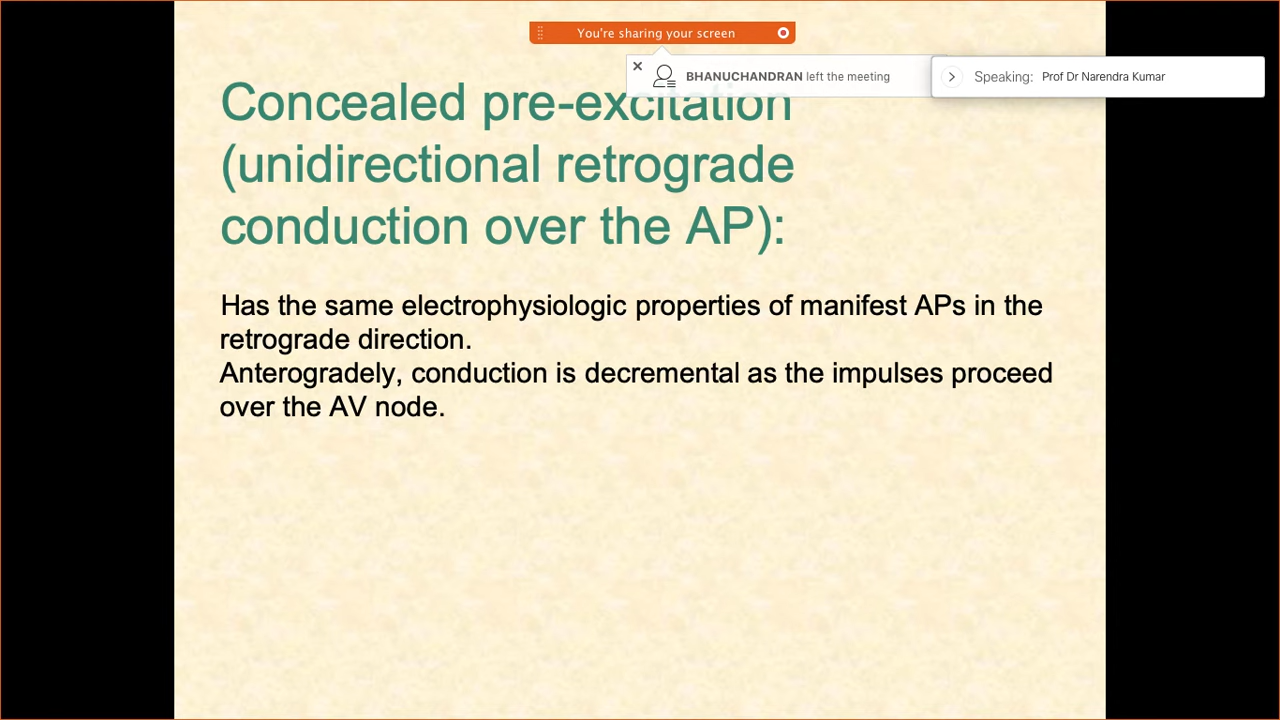 You're sharing your screen
BHANUCHANDRAN left the meeting
Speaking: Prof Dr Narendra Kumar
Concealed pre-excitation
(unidirectional retrograde
conduction over the AP):
Has the same electrophysiologic properties of manifest APs in the
retrograde direction.
Anterogradely, conduction is decremental as the impulses proceed
over the AV node.